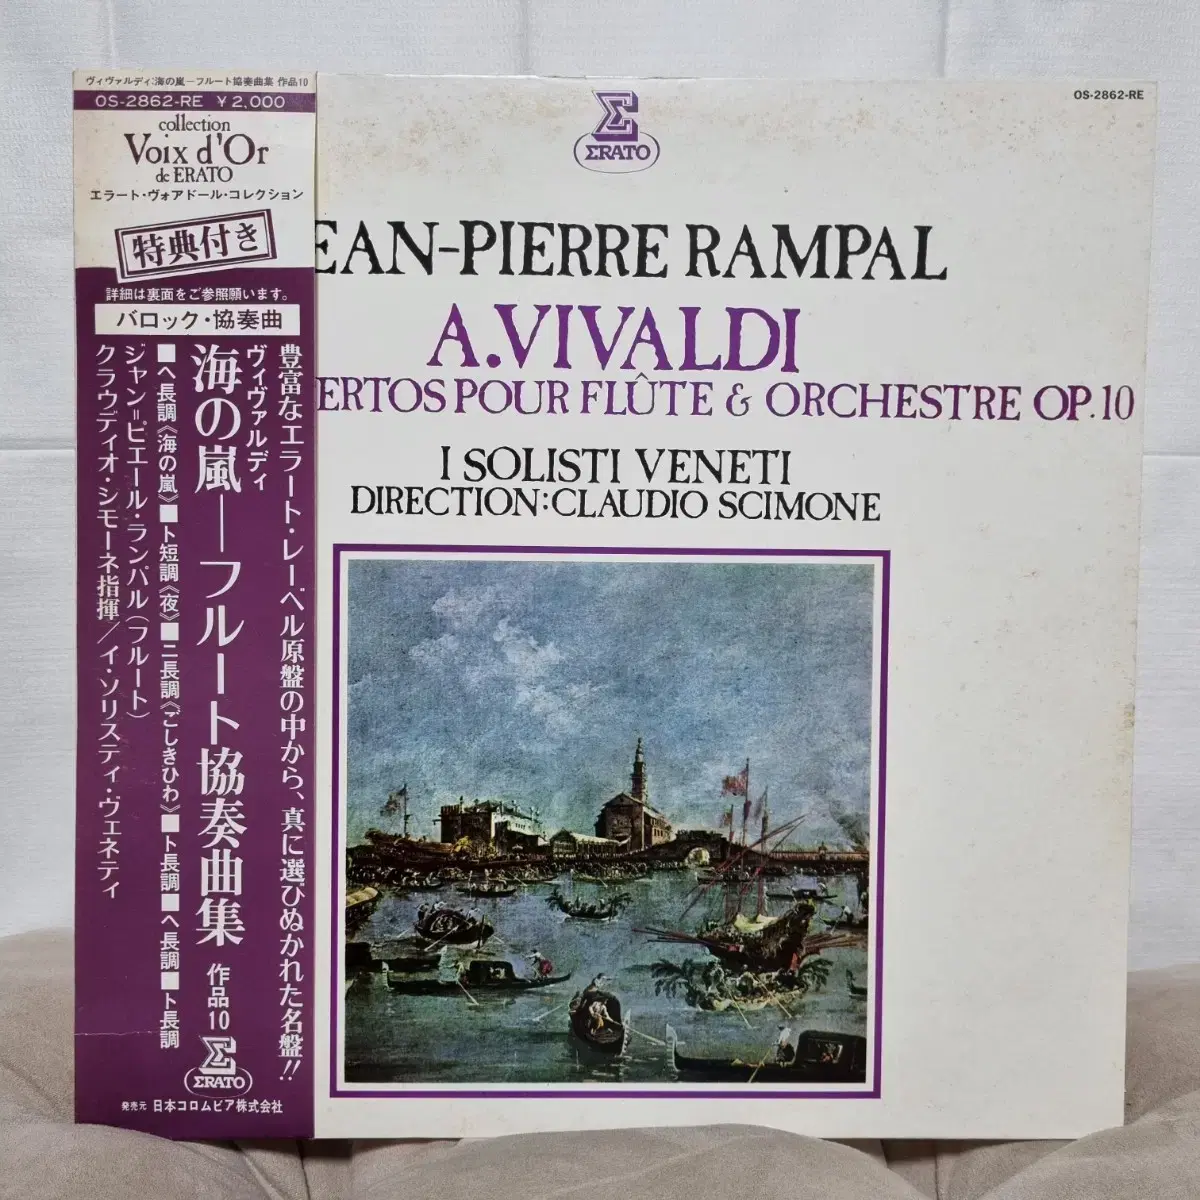 ヴィヴァルディ:海の嵐―フルート協奏曲集 作品10
OS-2862-RE ￥2,000
collection
Voix d'Or
de ERATO
エラート・ヴォアドール・コレクション
特典付き
詳細は裏面をご参照願います。
バロック・協奏曲
豊富なエラート・レーベル原盤の中から、真に選びぬかれた名盤!!
ヴィヴァルディ
海の嵐―フルート協奏曲集 作品10
■ヘ長調《海の嵐》■ト短調《夜》■ニ長調《ごしきひわ》■ト長調■ヘ長調■ト長調
ジャン=ピエール・ランパル(フルート)
クラウディオ・シモーネ指揮/イ・ソリスティ・ヴェネティ
ERATO
発売元 日本コロムビア株式会社
OS-2862-RE
ERATO
EAN-PIERRE RAMPAL
A.VIVALDI
ERTOS POUR FLÛTE & ORCHESTRE OP.10
I SOLISTI VENETI
DIRECTION:CLAUDIO SCIMONE